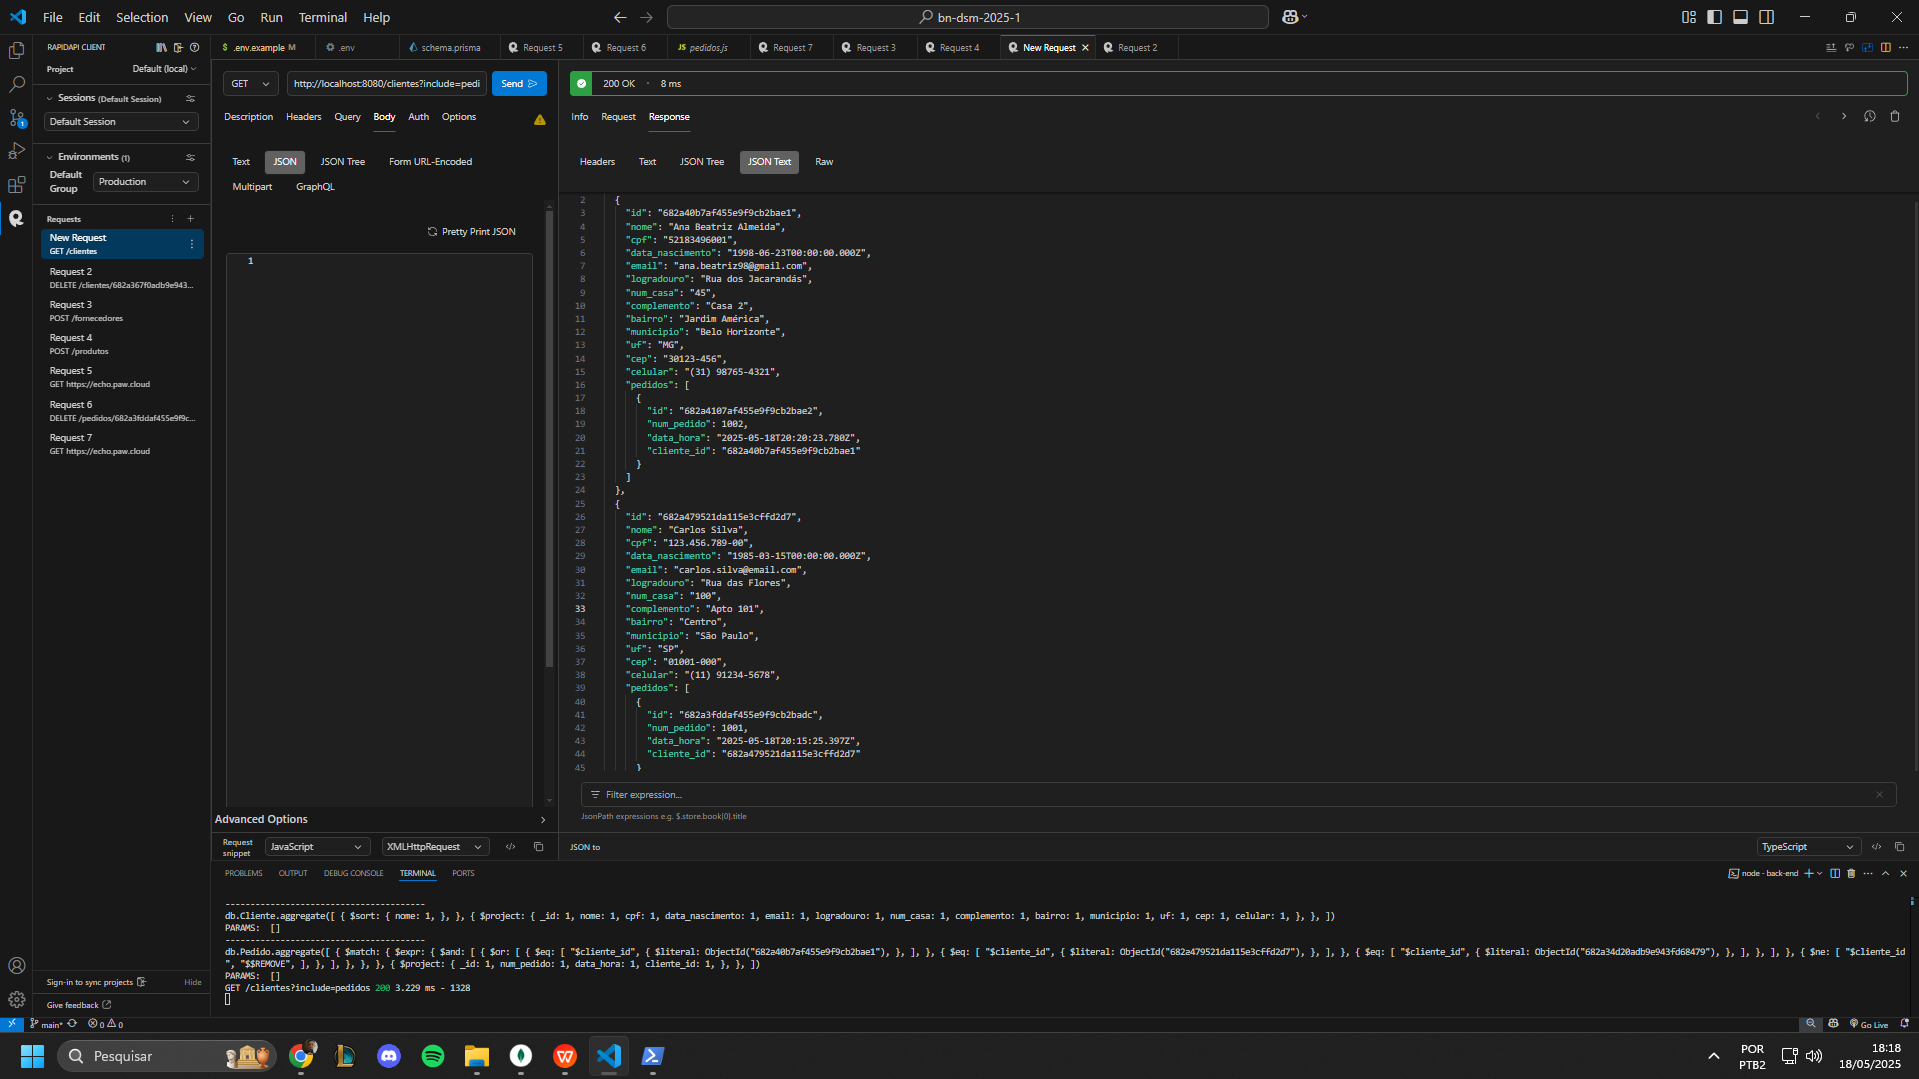 File Edit Selection View Go Run Terminal Help
bn-dsm-2025-1
RAPIDAPI CLIENT
Project Default (local)
Sessions (Default Session)
Default Session
Environments (1)
Default Group
Production
Requests
New Request
GET /clientes
Request 2
DELETE /clientes/682a367f0adb9e943...
Request 3
POST /fornecedores
Request 4
POST /produtos
Request 5
GET https://echo.paw.cloud
Request 6
DELETE /pedidos/682a3fddaf455e9f9c...
Request 7
GET https://echo.paw.cloud
Sign-in to sync projects Hide
Give feedback
$ .env.example M .env schema.prisma Request 5 Request 6 JS pedidos.js Request 7 Request 3 Request 4 New Request Request 2
GET http://localhost:8080/clientes?include=pedi Send
Description Headers Query Body Auth Options
Text JSON JSON Tree Form URL-Encoded
Multipart GraphQL
Pretty Print JSON
1
Advanced Options
Request snippet JavaScript XMLHttpRequest
200 OK · 8 ms
Info Request Response
Headers Text JSON Tree JSON Text Raw
2 {
3 "id": "682a40b7af455e9f9cb2bae1",
4 "nome": "Ana Beatriz Almeida",
5 "cpf": "52183496001",
6 "data_nascimento": "1998-06-23T00:00:00.000Z",
7 "email": "ana.beatriz98@gmail.com",
8 "logradouro": "Rua dos Jacarandás",
9 "num_casa": "45",
10 "complemento": "Casa 2",
11 "bairro": "Jardim América",
12 "municipio": "Belo Horizonte",
13 "uf": "MG",
14 "cep": "30123-456",
15 "celular": "(31) 98765-4321",
16 "pedidos": [
17 {
18 "id": "682a4107af455e9f9cb2bae2",
19 "num_pedido": 1002,
20 "data_hora": "2025-05-18T20:20:23.780Z",
21 "cliente_id": "682a40b7af455e9f9cb2bae1"
22 }
23 ]
24 },
25 {
26 "id": "682a479521da115e3cffd2d7",
27 "nome": "Carlos Silva",
28 "cpf": "123.456.789-00",
29 "data_nascimento": "1985-03-15T00:00:00.000Z",
30 "email": "carlos.silva@email.com",
31 "logradouro": "Rua das Flores",
32 "num_casa": "100",
33 "complemento": "Apto 101",
34 "bairro": "Centro",
35 "municipio": "São Paulo",
36 "uf": "SP",
37 "cep": "01001-000",
38 "celular": "(11) 91234-5678",
39 "pedidos": [
40 {
41 "id": "682a3fddaf455e9f9cb2badc",
42 "num_pedido": 1001,
43 "data_hora": "2025-05-18T20:15:25.397Z",
44 "cliente_id": "682a479521da115e3cffd2d7"
45 }
Filter expression...
JsonPath expressions e.g. $.store.book[0].title
JSON to TypeScript
PROBLEMS OUTPUT DEBUG CONSOLE TERMINAL PORTS
node - back-end
----------------------------------------
db.Cliente.aggregate([ { $sort: { nome: 1, }, }, { $project: { _id: 1, nome: 1, cpf: 1, data_nascimento: 1, email: 1, logradouro: 1, num_casa: 1, complemento: 1, bairro: 1, municipio: 1, uf: 1, cep: 1, celular: 1, }, }, ])
PARAMS: []
----------------------------------------
db.Pedido.aggregate([ { $match: { $expr: { $and: [ { $or: [ { $eq: [ "$cliente_id", { $literal: ObjectId("682a40b7af455e9f9cb2bae1"), }, ], }, { $eq: [ "$cliente_id", { $literal: ObjectId("682a479521da115e3cffd2d7"), }, ], }, { $eq: [ "$cliente_id", { $literal: ObjectId("682a34d20adb9e943fd68479"), }, ], }, ], }, { $ne: [ "$cliente_id
", "$$REMOVE", ], }, ], }, }, }, { $project: { _id: 1, num_pedido: 1, data_hora: 1, cliente_id: 1, }, }, ])
PARAMS: []
GET /clientes?include=pedidos 200 3.229 ms - 1328
main* 0 0 Go Live
Pesquisar
POR
PTB2
18:18
18/05/2025